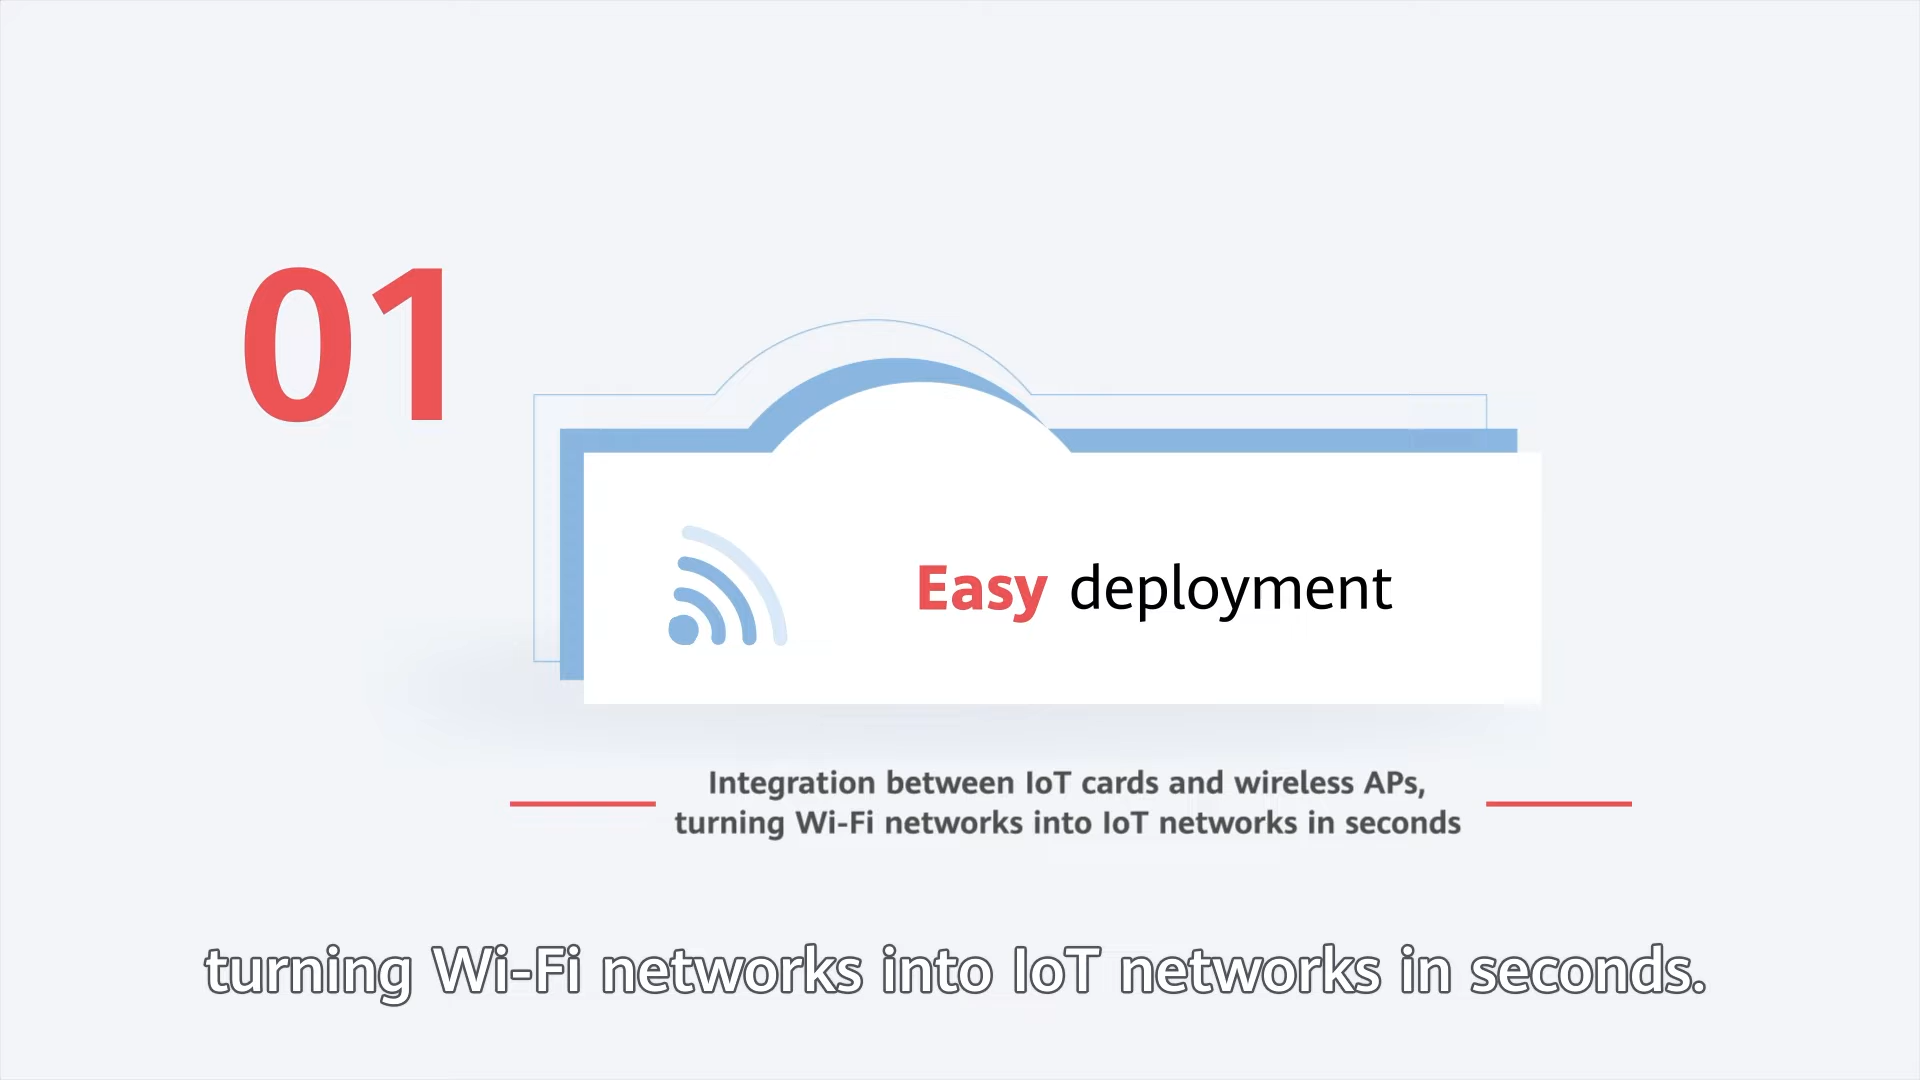 01
Easy deployment
Integration between IoT cards and wireless APs,
turning Wi-Fi networks into IoT networks in seconds
turning Wi-Fi networks into IoT networks in seconds.